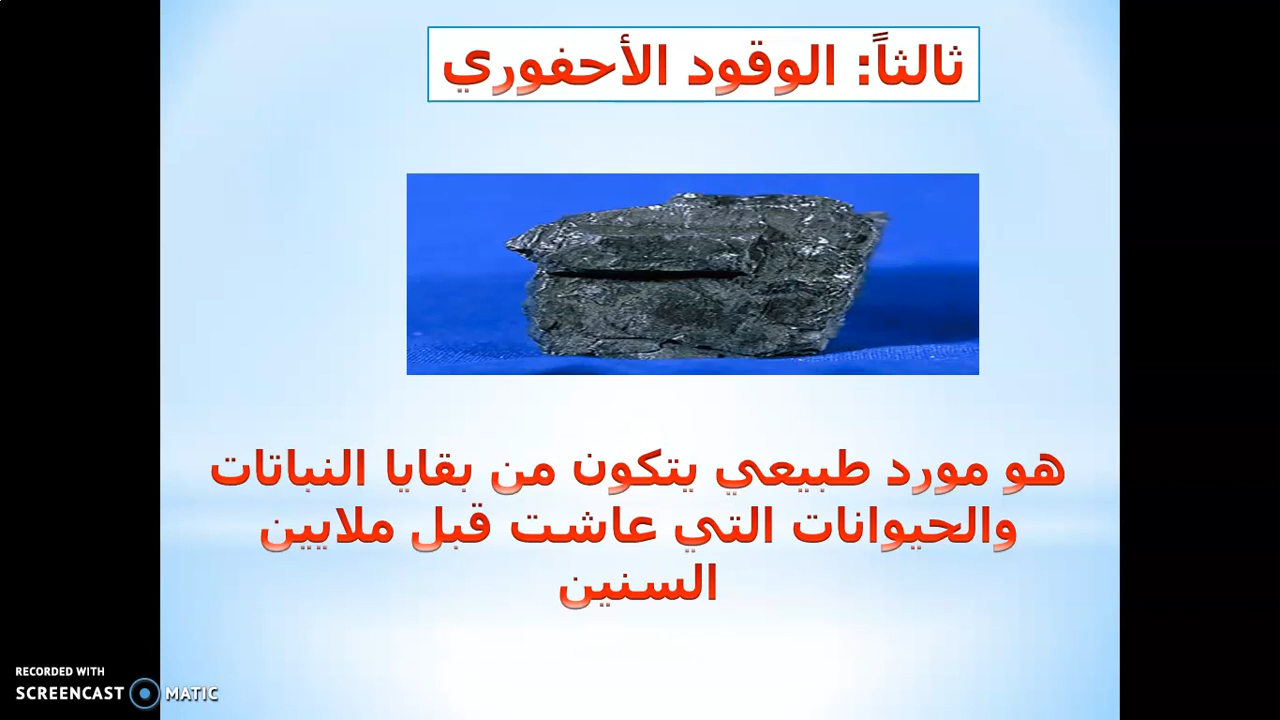 ثالثاً: الوقود الأحفوري
هو مورد طبيعي يتكون من بقايا النباتات
والحيوانات التي عاشت قبل ملايين
السنين
RECORDED WITH
SCREENCAST MATIC